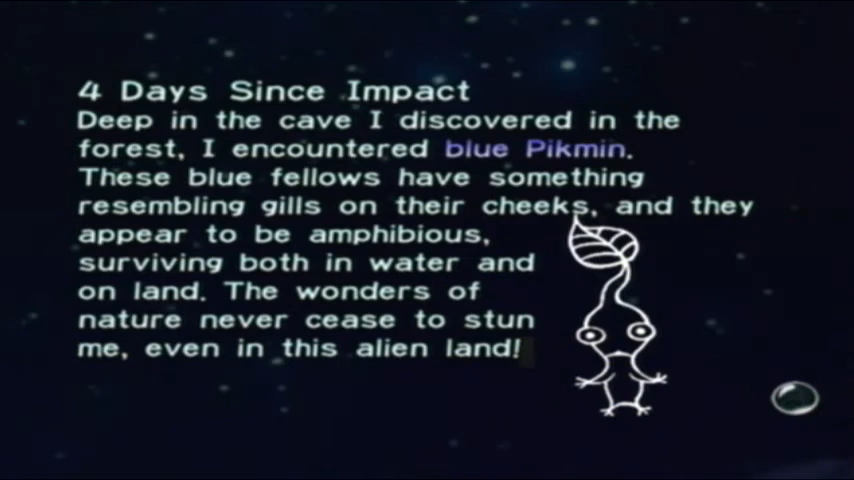 4 Days Since Impact
Deep in the cave I discovered in the
forest, I encountered blue Pikmin.
These blue fellows have something
resembling gills on their cheeks, and they
appear to be amphibious,
surviving both in water and
on land. The wonders of
nature never cease to stun
me, even in this alien land!